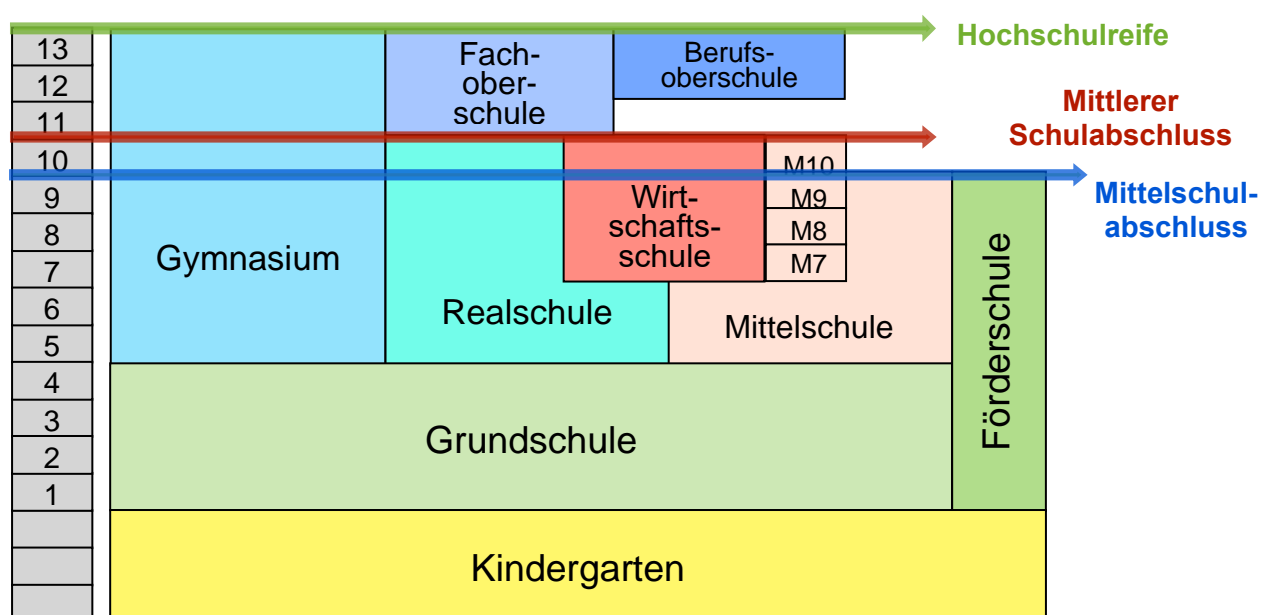 13
12
11
10
9
8
7
6
5
4
3
2
1
Hochschulreife
Fach-
ober-
schule
Berufs-
oberschule
Mittlerer
Schulabschluss
M10
M9
M8
M7
Mittelschul-
abschluss
Wirt-
schafts-
schule
Gymnasium
Realschule
Mittelschule
Förderschule
Grundschule
Kindergarten